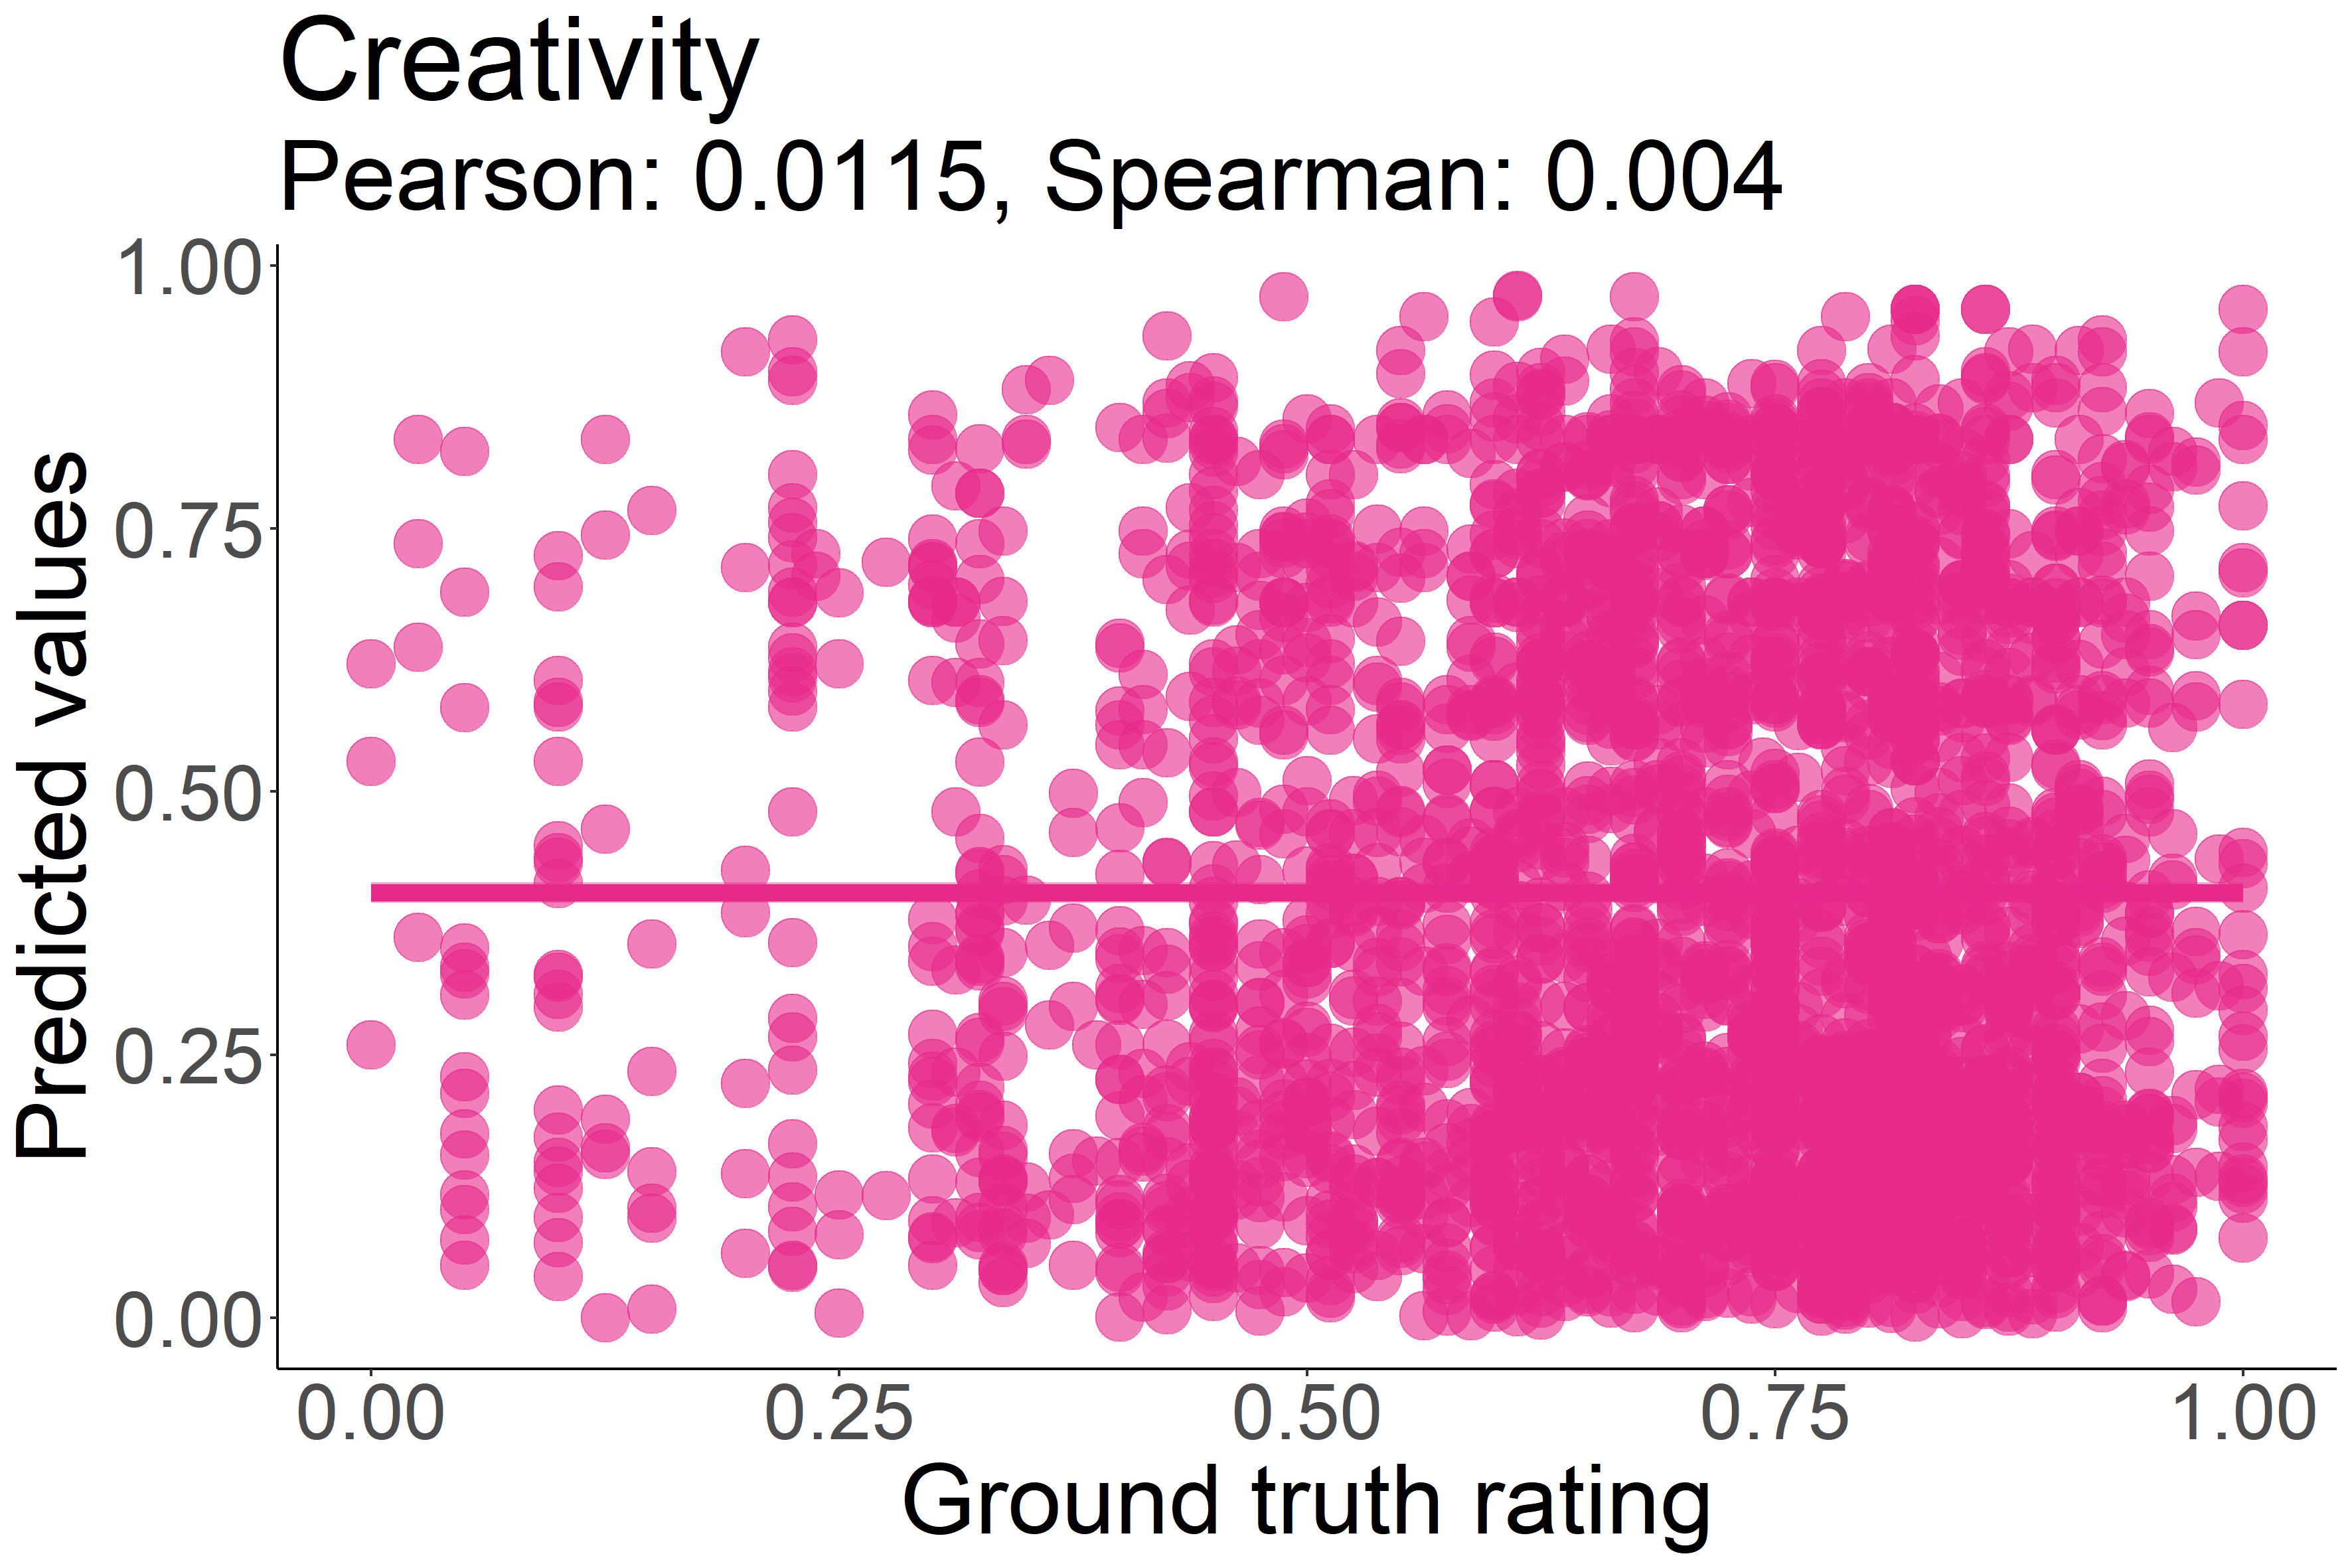 Creativity
Pearson: 0.0115, Spearman: 0.004
Predicted values
1.00
0.75
0.50
0.25
0.00
0.00 0.25 0.50 0.75 1.00
Ground truth rating